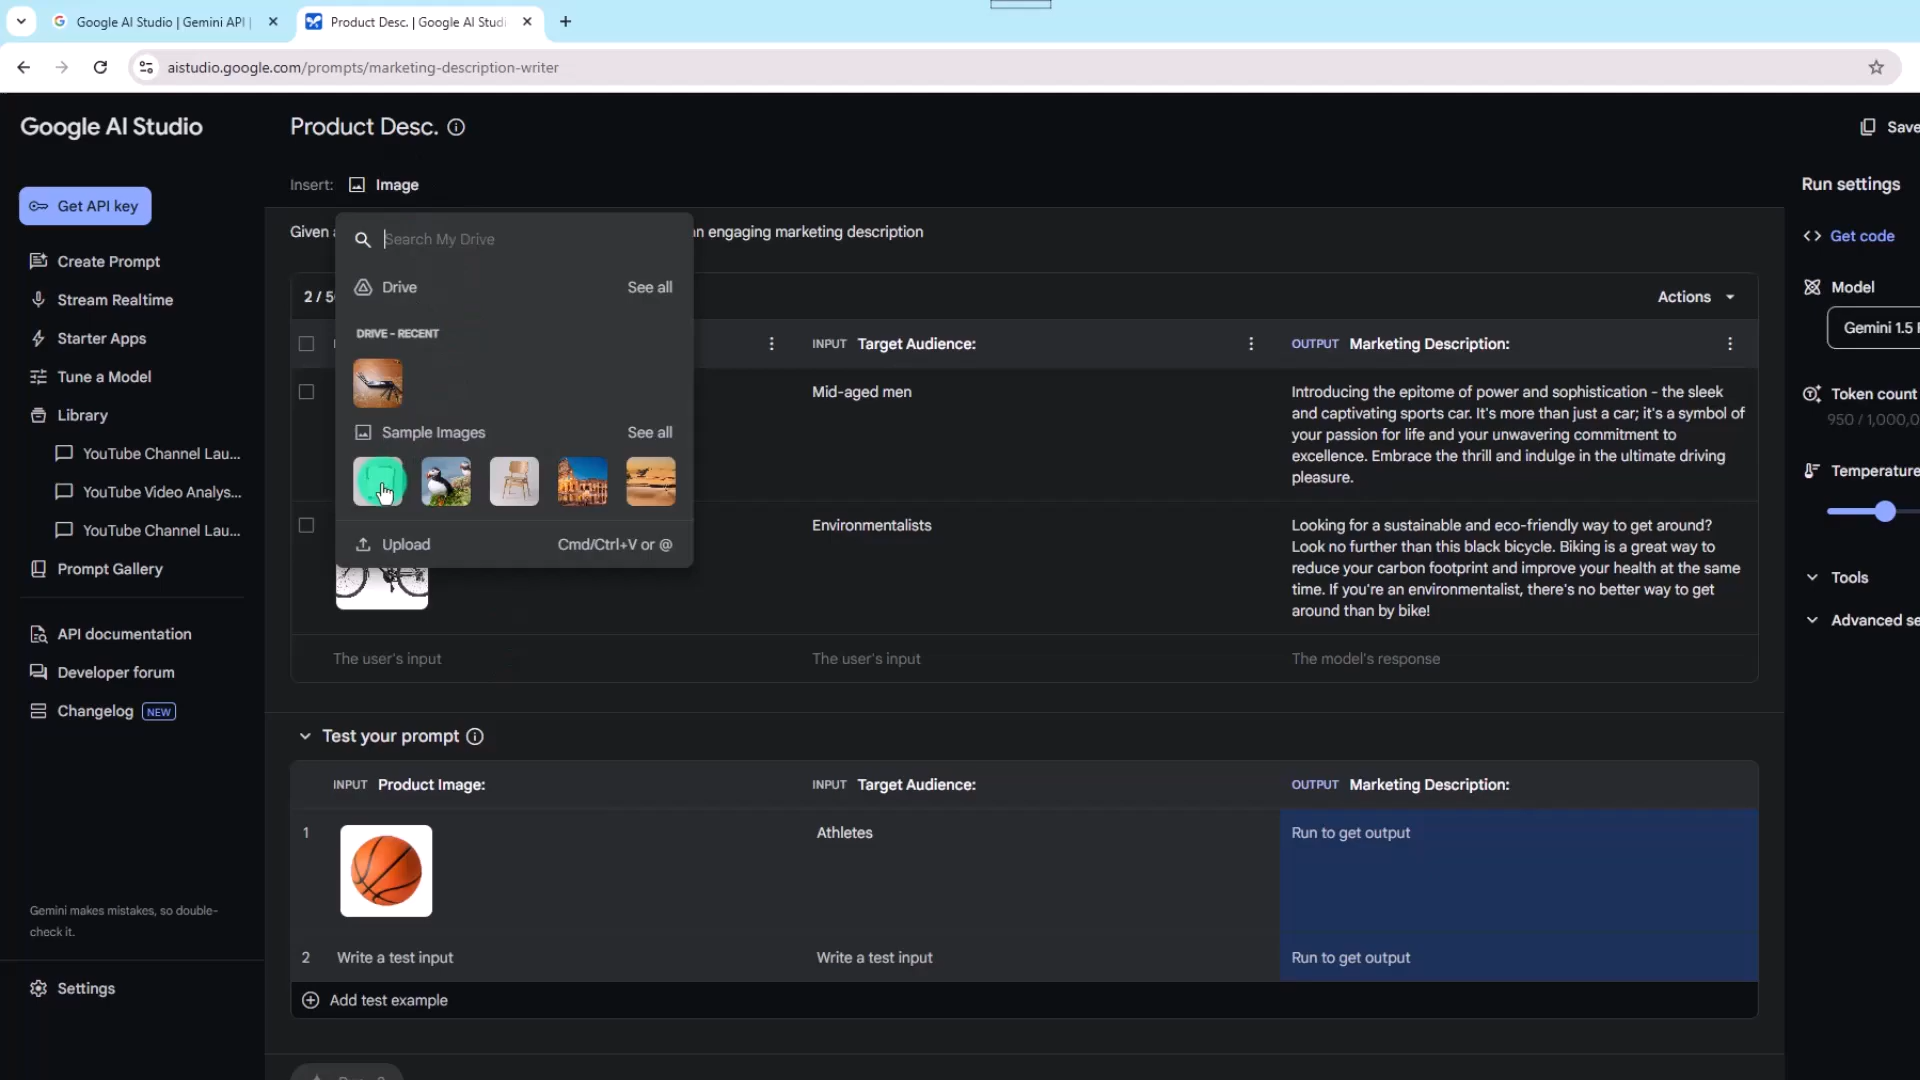 Google AI Studio | Gemini API |
Product Desc. | Google AI Studi
aistudio.google.com/prompts/marketing-description-writer
Google AI Studio
Product Desc.
Save
Insert: Image
Run settings
Get API key
Given
n engaging marketing description
Search My Drive
Get code
Create Prompt
Drive See all
2 / 5
Actions
Model
Stream Realtime
DRIVE - RECENT
Gemini 1.5
Starter Apps
INPUT Target Audience:
OUTPUT Marketing Description:
Tune a Model
Mid-aged men
Introducing the epitome of power and sophistication - the sleek
and captivating sports car. It's more than just a car; it's a symbol of
your passion for life and your unwavering commitment to
excellence. Embrace the thrill and indulge in the ultimate driving
pleasure.
Token count
950 / 1,000,0
Library
Sample Images See all
YouTube Channel Lau...
Temperature
YouTube Video Analys...
YouTube Channel Lau...
Environmentalists
Looking for a sustainable and eco-friendly way to get around?
Look no further than this black bicycle. Biking is a great way to
reduce your carbon footprint and improve your health at the same
time. If you're an environmentalist, there's no better way to get
around than by bike!
Upload Cmd/Ctrl+V or @
Prompt Gallery
Tools
Advanced se
API documentation
The user's input
The user's input
The model's response
Developer forum
Changelog NEW
Test your prompt
INPUT Product Image:
INPUT Target Audience:
OUTPUT Marketing Description:
1
Athletes
Run to get output
Gemini makes mistakes, so double-
check it.
2 Write a test input
Write a test input
Run to get output
Settings
Add test example